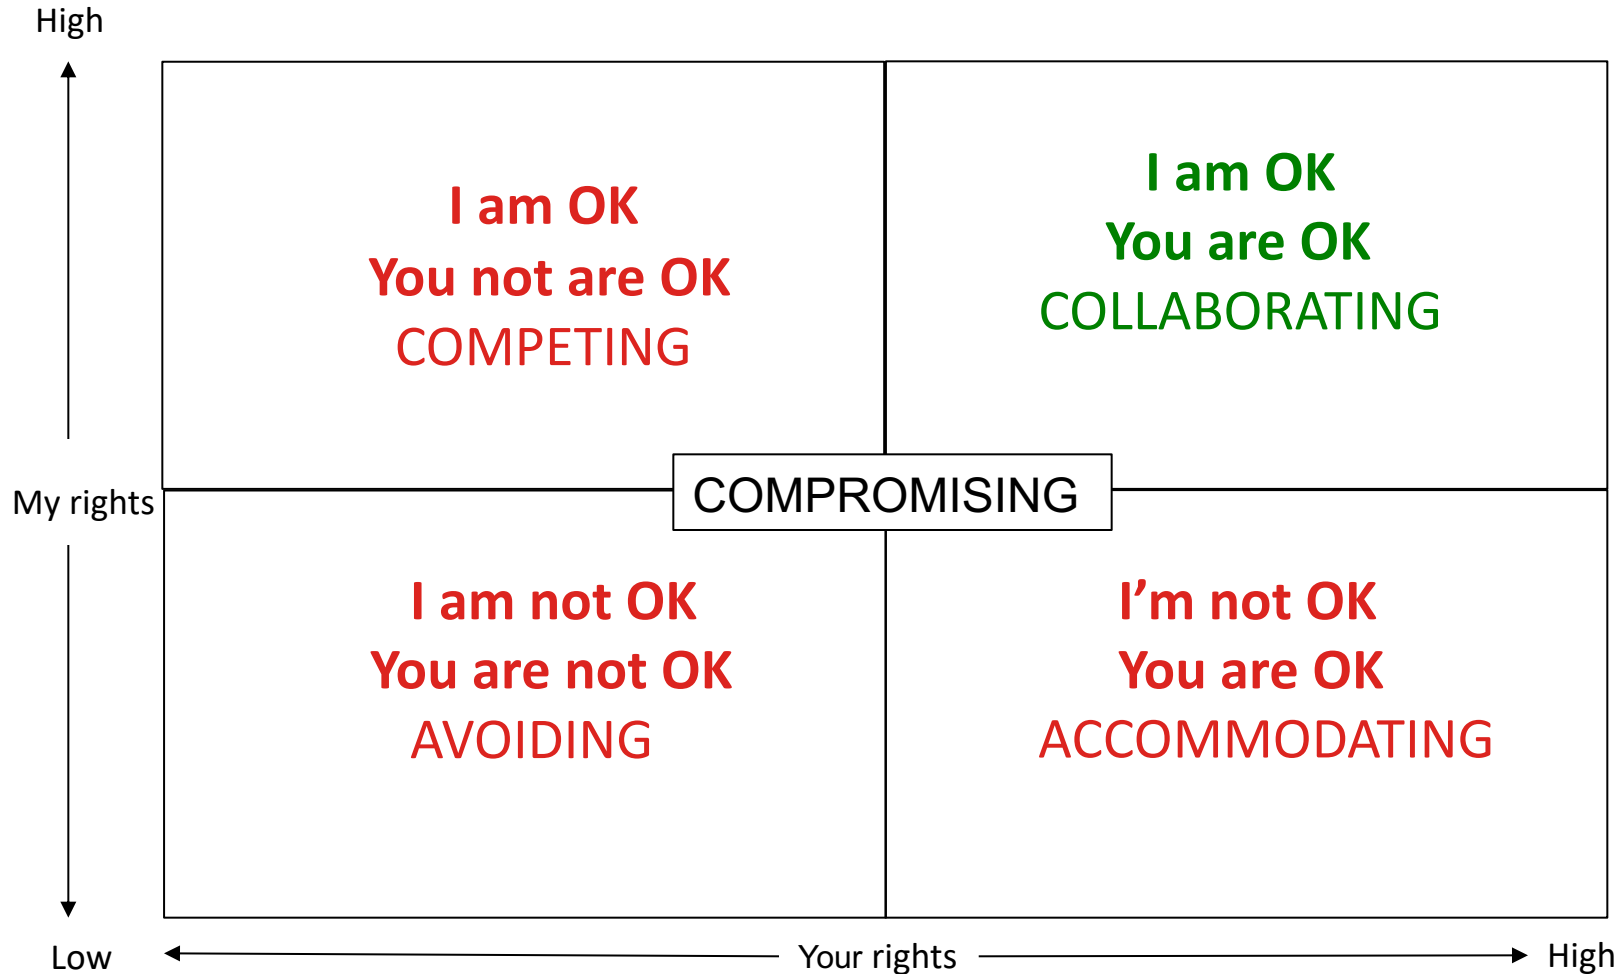 High
I am OK
You not are OK
COMPETING
I am OK
You are OK
COLLABORATING
My rights
COMPROMISING
I am not OK
You are not OK
AVOIDING
I’m not OK
You are OK
ACCOMMODATING
Low
Your rights
High